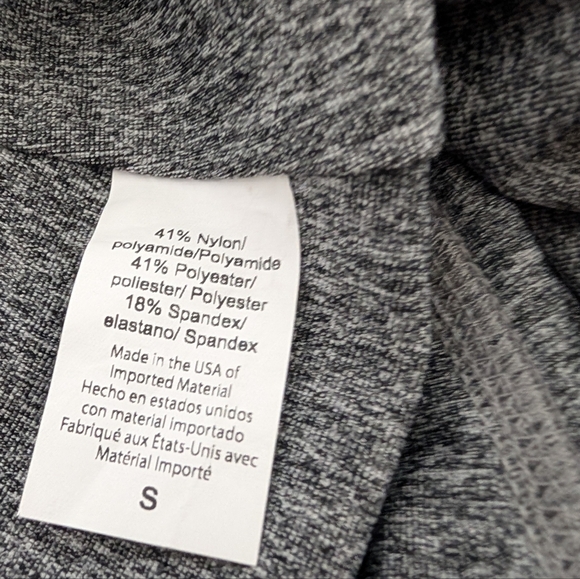 41% Nylon/
polyamide/Polyamide
41% Polyester/
poliester/ Polyester
18% Spandex/
elastano/ Spandex
Made in the USA of
Imported Material
Hecho en estados unidos
con material importado
Fabriqué aux États-Unis avec
Matérial Importé
S